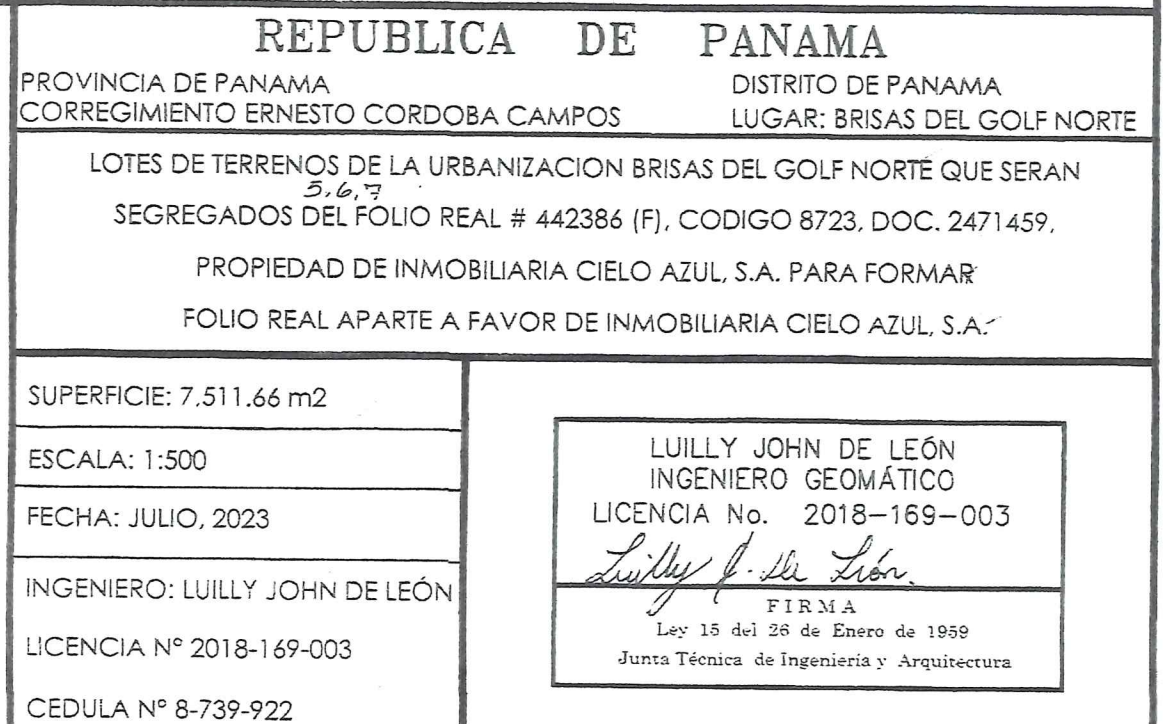 REPUBLICA DE PANAMA
PROVINCIA DE PANAMA
DISTRITO DE PANAMA
CORREGIMIENTO ERNESTO CORDOBA CAMPOS
LUGAR: BRISAS DEL GOLF NORTE
LOTES DE TERRENOS DE LA URBANIZACION BRISAS DEL GOLF NORTE QUE SERAN
5,6,7
SEGREGADOS DEL FOLIO REAL # 442386 (F), CODIGO 8723, DOC. 2471459,
PROPIEDAD DE INMOBILIARIA CIELO AZUL, S.A. PARA FORMAR
FOLIO REAL APARTE A FAVOR DE INMOBILIARIA CIELO AZUL, S.A.
SUPERFICIE: 7,511.66 m2
ESCALA: 1:500
FECHA: JULIO, 2023
INGENIERO: LUILLY JOHN DE LEÓN
LICENCIA Nº 2018-169-003
CEDULA Nº 8-739-922
LUILLY JOHN DE LEÓN
INGENIERO GEOMÁTICO
LICENCIA No. 2018-169-003
Luilly J. De León.
FIRMA
Ley 15 del 26 de Enero de 1959
Junta Técnica de Ingeniería y Arquitectura